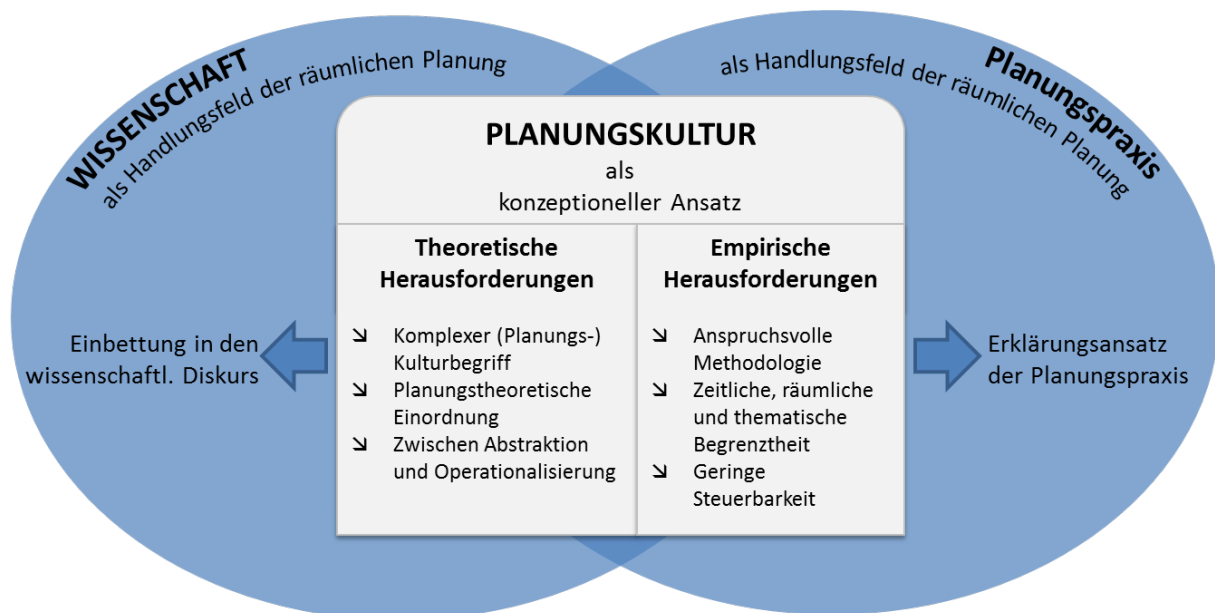 WISSENSCHAFT
als Handlungsfeld der räumlichen Planung
Planungspraxis
als Handlungsfeld der räumlichen Planung
PLANUNGSKULTUR
als
konzeptioneller Ansatz
Theoretische
Herausforderungen
↘ Komplexer (Planungs-)
Kulturbegriff
↘ Planungstheoretische
Einordnung
↘ Zwischen Abstraktion
und Operationalisierung
Empirische
Herausforderungen
↘ Anspruchsvolle
Methodologie
↘ Zeitliche, räumliche
und thematische
Begrenztheit
↘ Geringe
Steuerbarkeit
Einbettung in den
wissenschaftl. Diskurs
Erklärungsansatz
der Planungspraxis